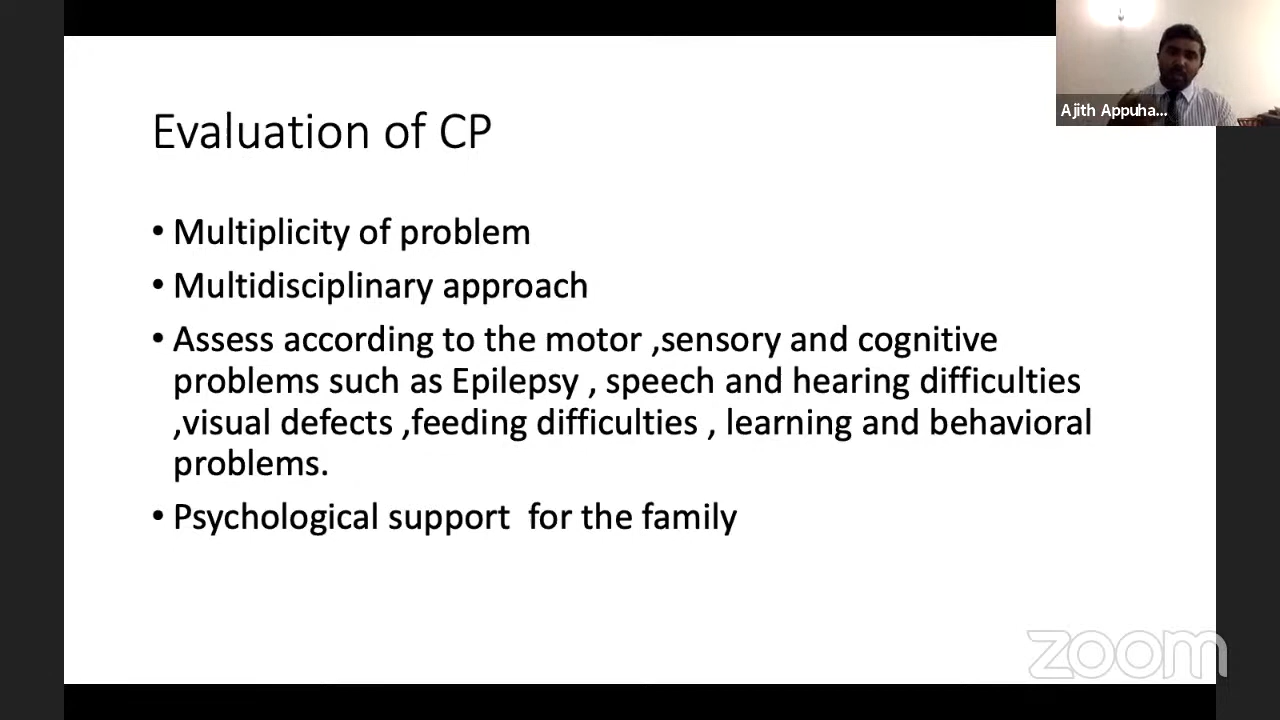 Ajith Appuha...
Evaluation of CP
• Multiplicity of problem
• Multidisciplinary approach
• Assess according to the motor ,sensory and cognitive
problems such as Epilepsy , speech and hearing difficulties
,visual defects ,feeding difficulties , learning and behavioral
problems.
• Psychological support  for the family
zoom